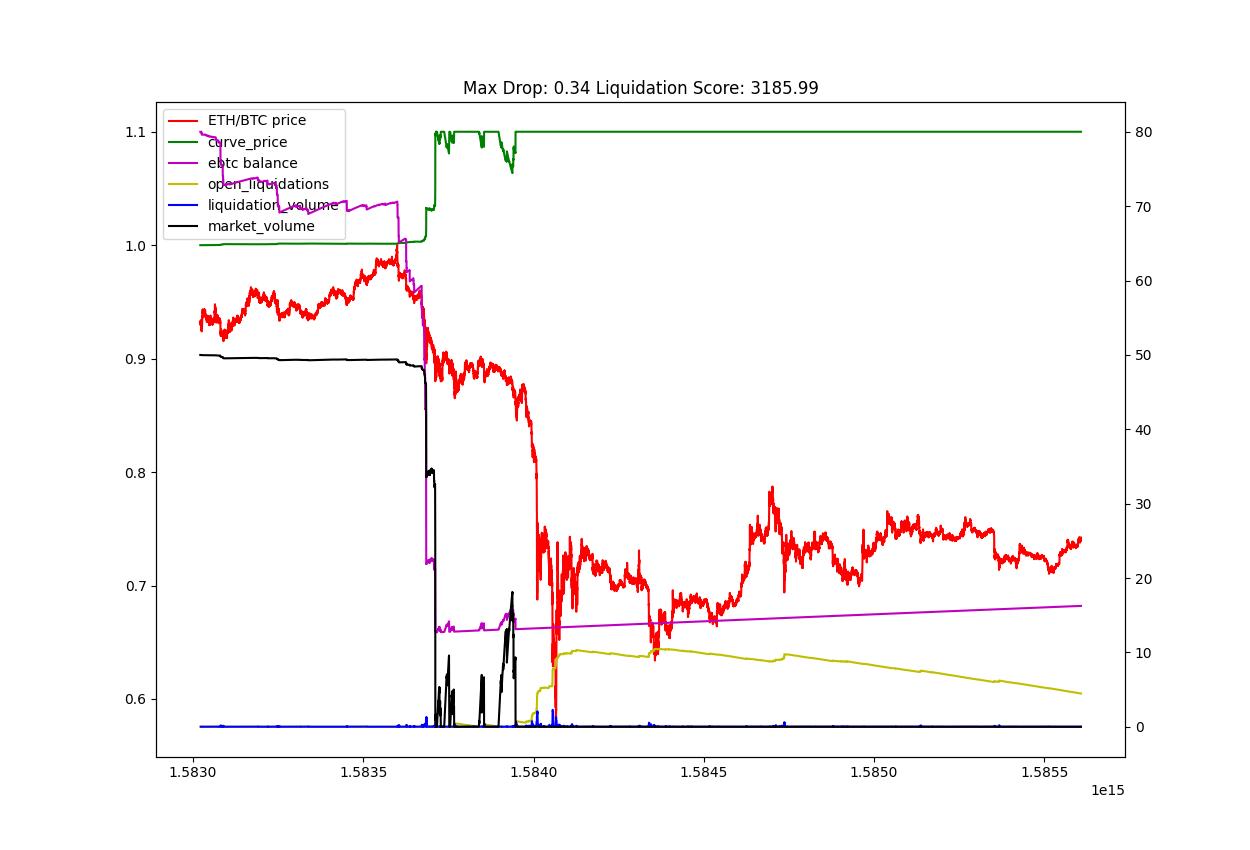 Max Drop: 0.34 Liquidation Score: 3185.99
ETH/BTC price
curve_price
ebtc balance
open_liquidations
liquidation_volume
market_volume
1.1
1.0
0.9
0.8
0.7
0.6
80
70
60
50
40
30
20
10
0
1.5830 1.5835 1.5840 1.5845 1.5850 1.5855
1e15